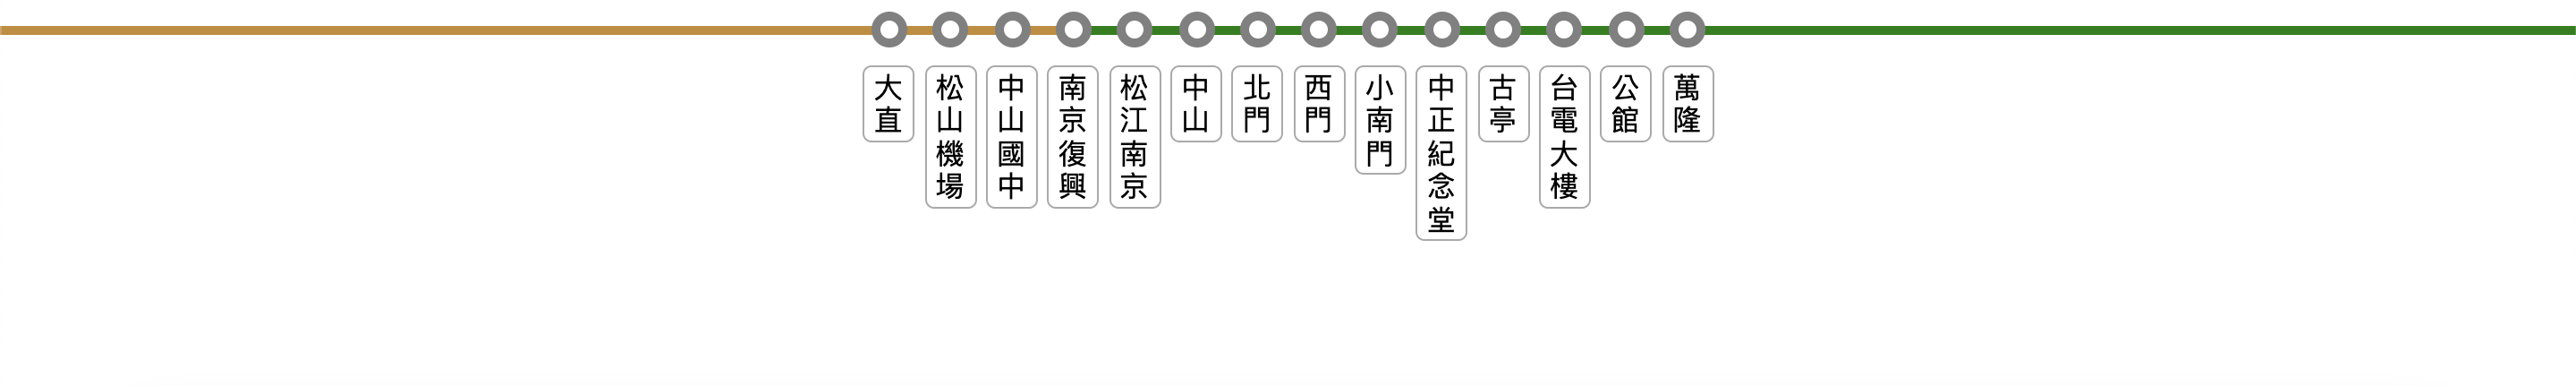 大直
松山機場
中山國中
南京復興
松江南京
中山
北門
西門
小南門
中正紀念堂
古亭
台電大樓
公館
萬隆